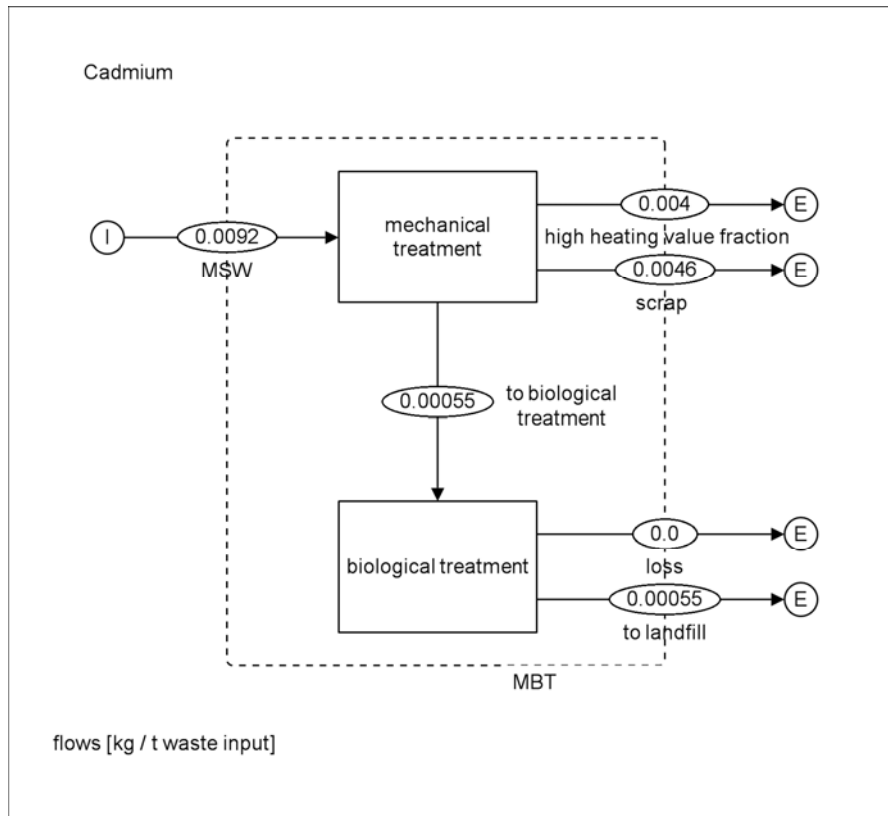 Cadmium
I
0.0092
MSW
mechanical
treatment
0.004
E
high heating value fraction
0.0046
E
scrap
0.00055
to biological
treatment
biological treatment
0.0
E
loss
0.00055
E
to landfill
MBT
flows [kg / t waste input]